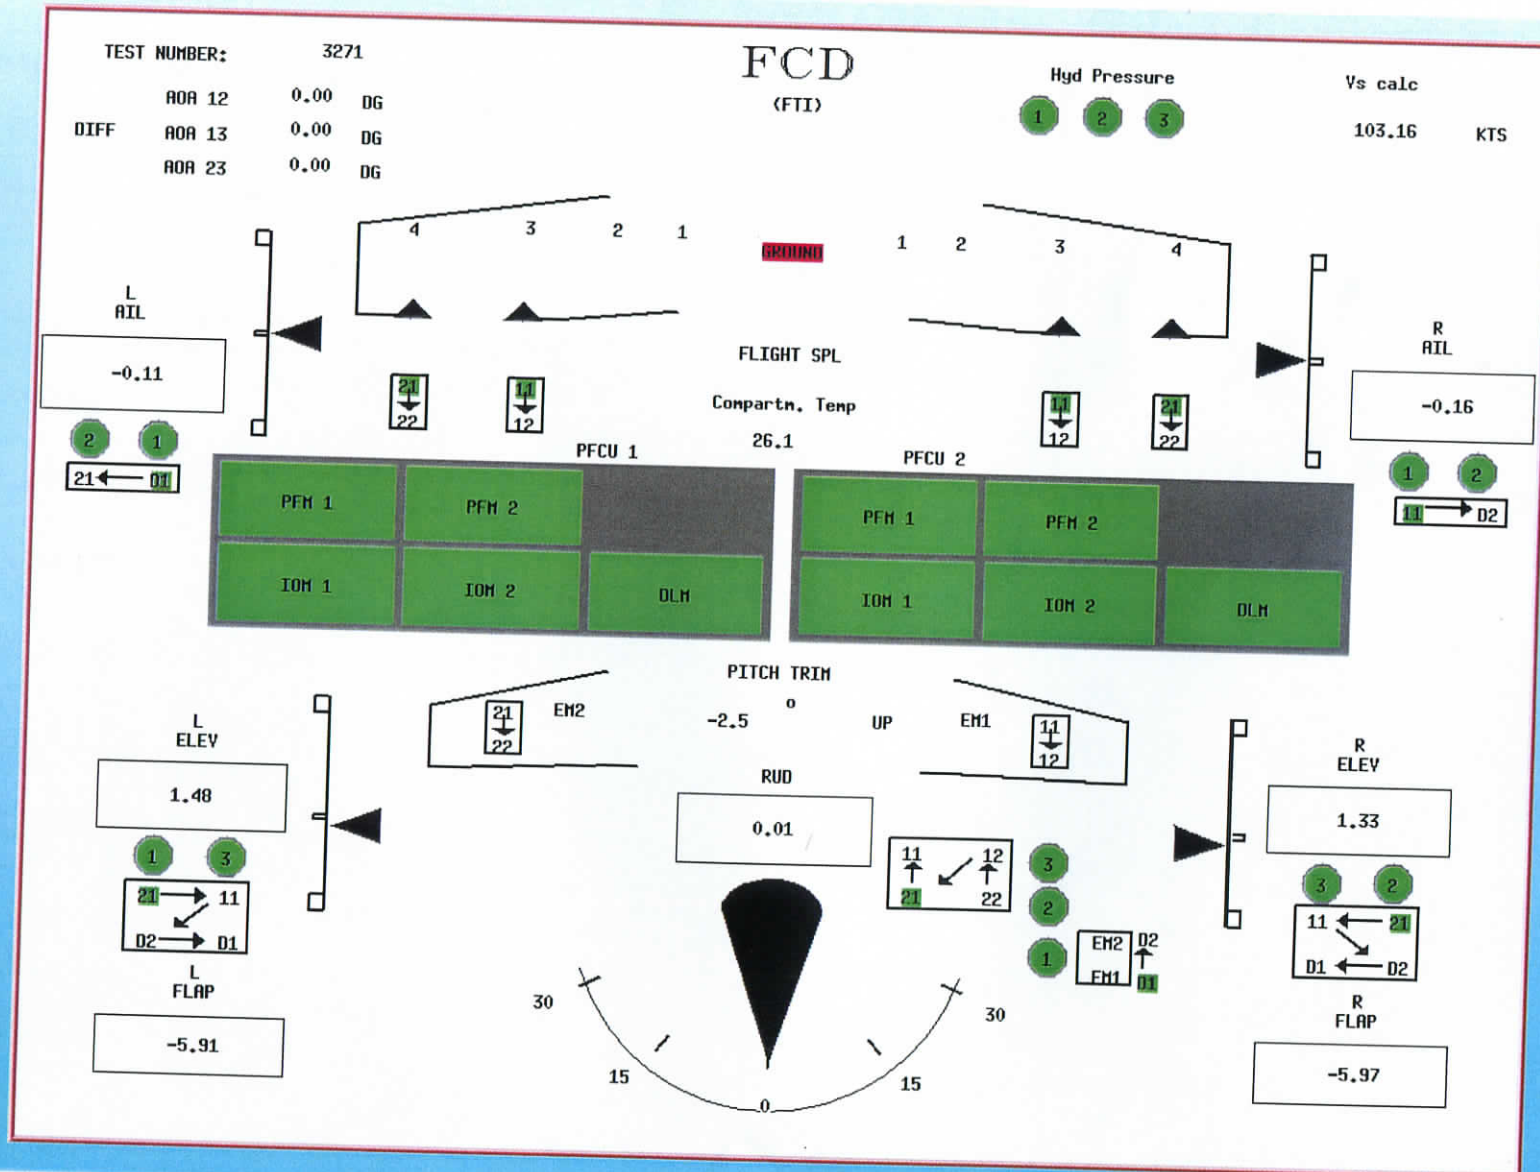 TEST NUMBER: 3271
FCD
(FTI)
Hyd Pressure
1 2 3
Vs calc
103.16 KTS
AOA 12 0.00 DG
DIFF AOA 13 0.00 DG
AOA 23 0.00 DG
4 3 2 1
GROUND
1 2 3 4
L
AIL
-0.11
2 1
21 D1
21
22
11
12
FLIGHT SPL
Compartm. Temp
26.1
11
12
21
22
R
AIL
-0.16
1 2
11 D2
PFCU 1
PFM 1 PFM 2
IOM 1 IOM 2 DLM
PFCU 2
PFM 1 PFM 2
IOM 1 IOM 2 DLM
PITCH TRIM
-2.5 o UP
21
22
EM2
EM1
11
12
L
ELEV
1.48
1 3
21 11
D2 D1
L
FLAP
-5.91
RUD
0.01
11 12
21 22
3
2
1
EM2 D2
EM1 D1
30 15 0 15 30
R
ELEV
1.33
3 2
11 21
D1 D2
R
FLAP
-5.97